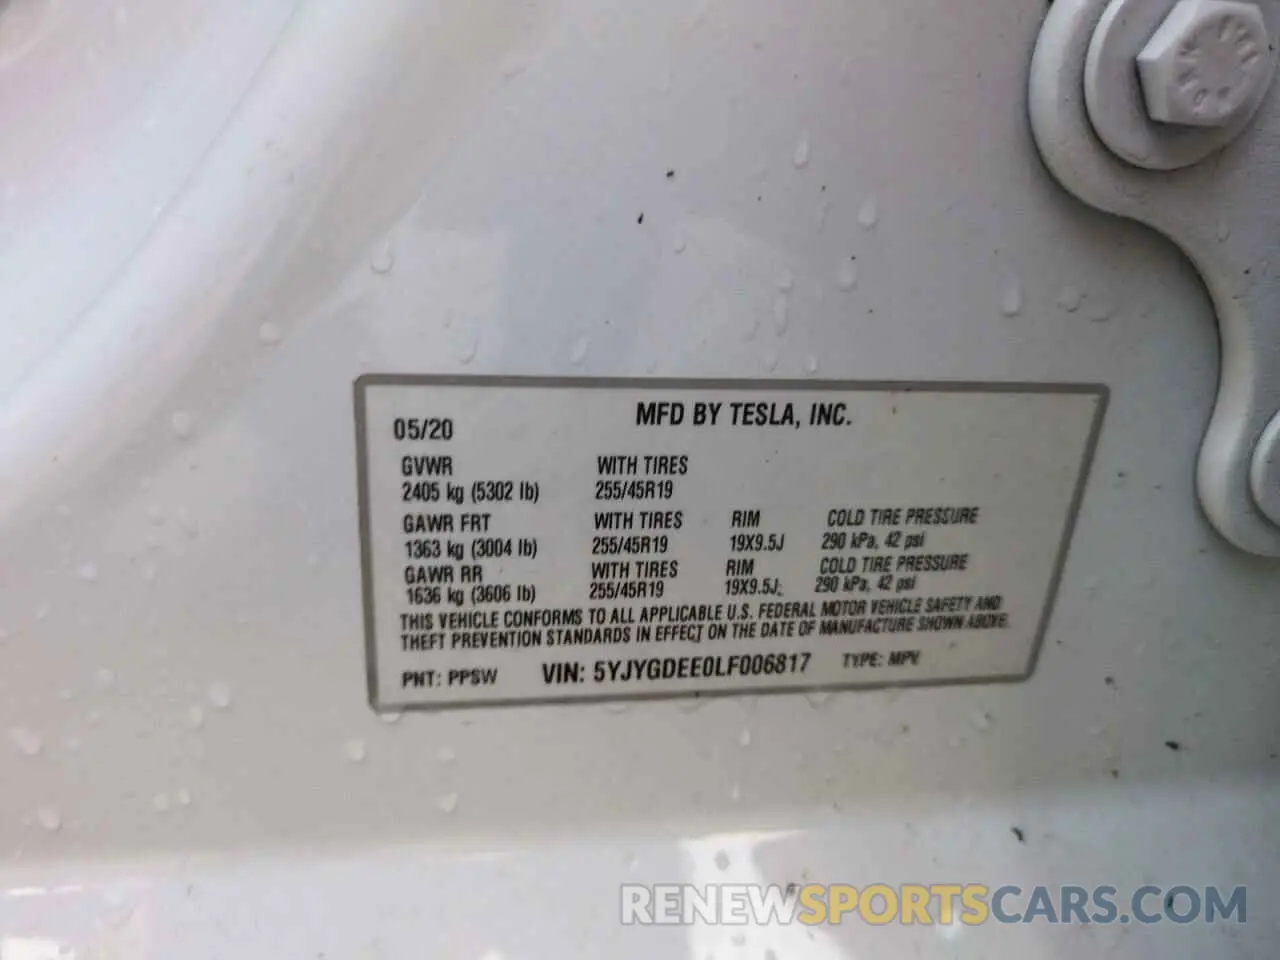 05/20 MFD BY TESLA, INC.
GVWR WITH TIRES
2405 kg (5302 lb) 255/45R19
GAWR FRT WITH TIRES RIM COLD TIRE PRESSURE
1363 kg (3004 lb) 255/45R19 19X9.5J 290 kPa, 42 psi
GAWR RR WITH TIRES RIM COLD TIRE PRESSURE
1636 kg (3606 lb) 255/45R19 19X9.5J 290 kPa, 42 psi
THIS VEHICLE CONFORMS TO ALL APPLICABLE U.S. FEDERAL MOTOR VEHICLE SAFETY AND
THEFT PREVENTION STANDARDS IN EFFECT ON THE DATE OF MANUFACTURE SHOWN ABOVE.
PNT: PPSW VIN: 5YJYGDEE0LF006817 TYPE: MPV
RENEWSPORTSCARS.COM